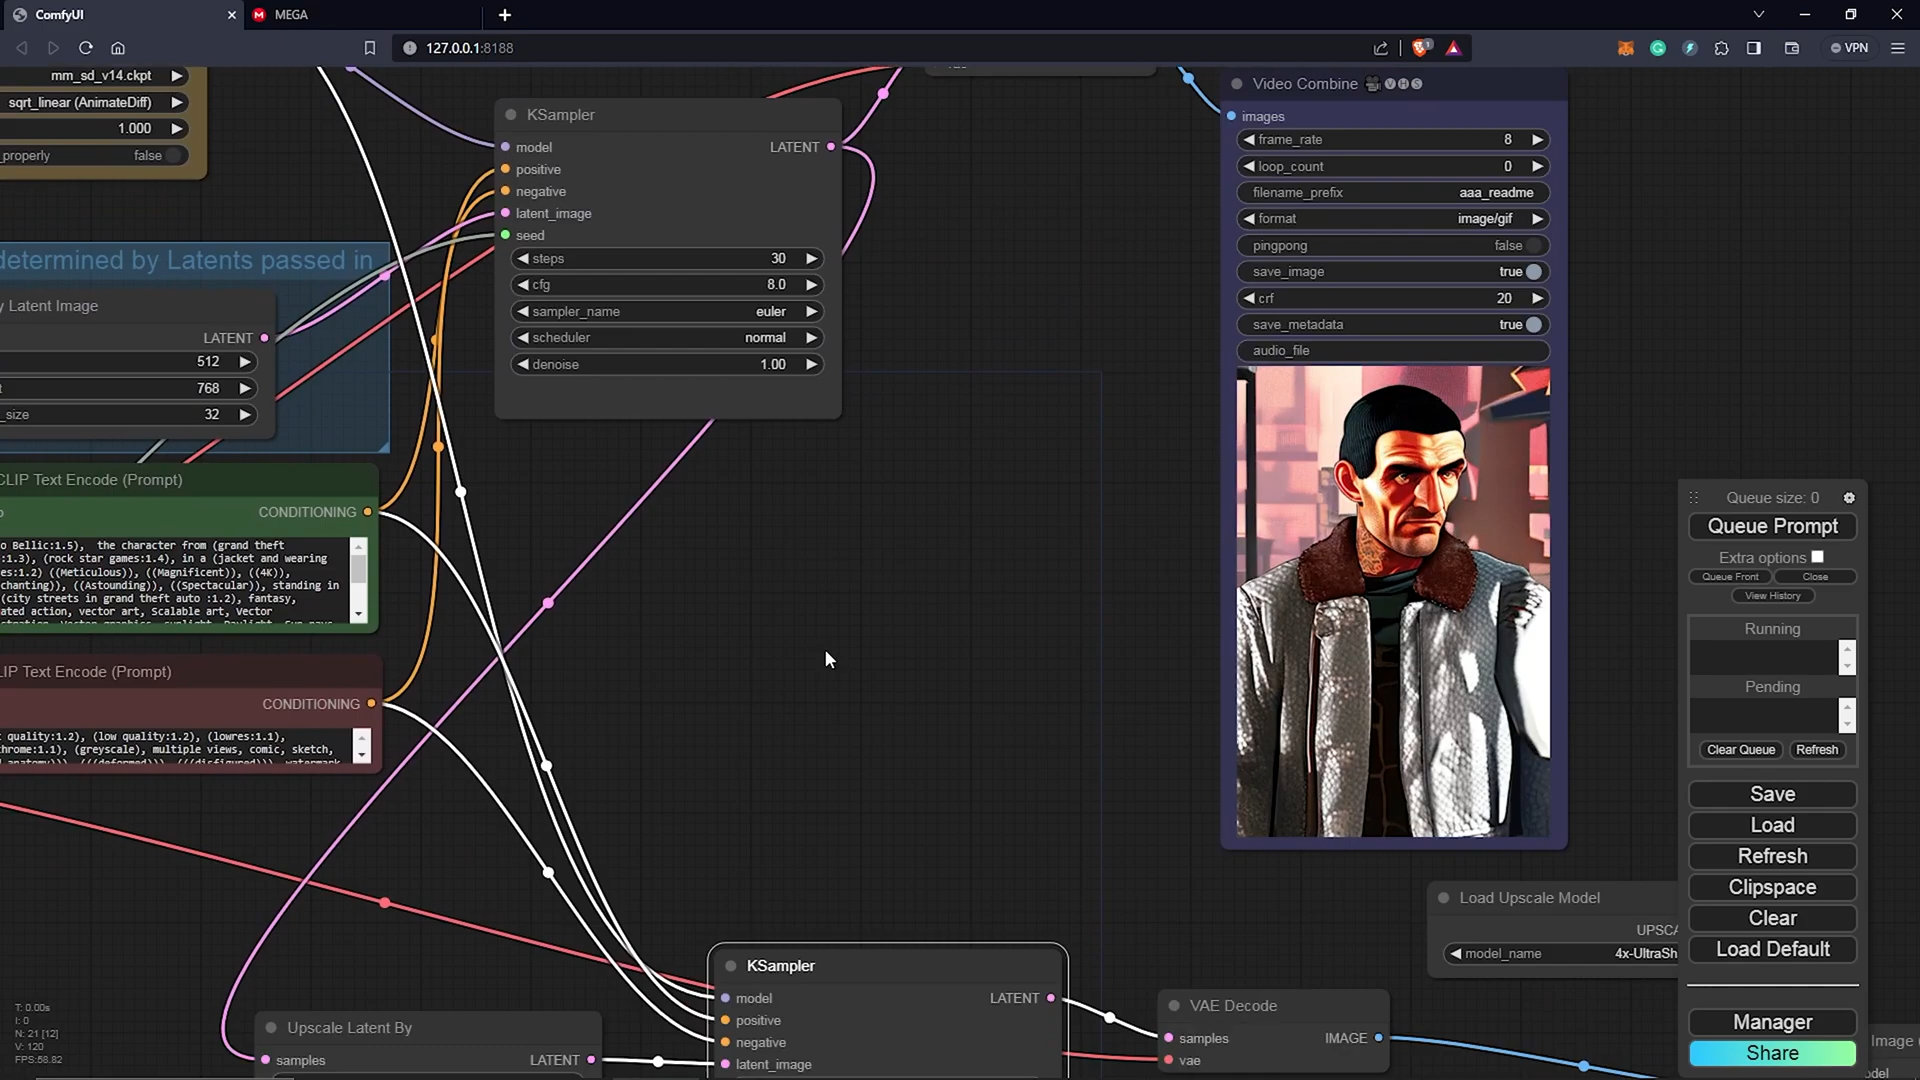 ComfyUI
MEGA
127.0.0.1:8188
VPN
mm_sd_v14.ckpt
sqrt_linear (AnimateDiff)
1.000
_properly false
determined by Latents passed in
y Latent Image
LATENT
512
768
_size 32
CLIP Text Encode (Prompt)
CONDITIONING
o Bellic:1.5), the character from (grand theft
:1.3), (rock star games:1.4), in a (jacket and wearing
es:1.2) ((Meticulous)), ((Magnificent)), ((4K)),
chanting)), ((Astounding)), ((Spectacular)), standing in
(city streets in grand theft auto :1.2), fantasy,
ated action, vector art, Scalable art, Vector
LIP Text Encode (Prompt)
CONDITIONING
t quality:1.2), (low quality:1.2), (lowres:1.1),
hrome:1.1), (greyscale), multiple views, comic, sketch,
KSampler
model LATENT
positive
negative
latent_image
seed
steps 30
cfg 8.0
sampler_name euler
scheduler normal
denoise 1.00
Video Combine VHS
images
frame_rate 8
loop_count 0
filename_prefix aaa_readme
format image/gif
pingpong false
save_image true
crf 20
save_metadata true
audio_file
Queue size: 0
Queue Prompt
Extra options
Queue Front Close
View History
Running
Pending
Clear Queue Refresh
Save
Load
Refresh
Clipspace
Clear
Load Default
Manager
Share
Load Upscale Model
UPSCA
model_name 4x-UltraSh
KSampler
model LATENT
positive
negative
latent_image
Upscale Latent By
samples LATENT
VAE Decode
samples IMAGE
vae
Image
T: 0.00s
I: 0
N: 21 [12]
V: 120
FPS:58.82